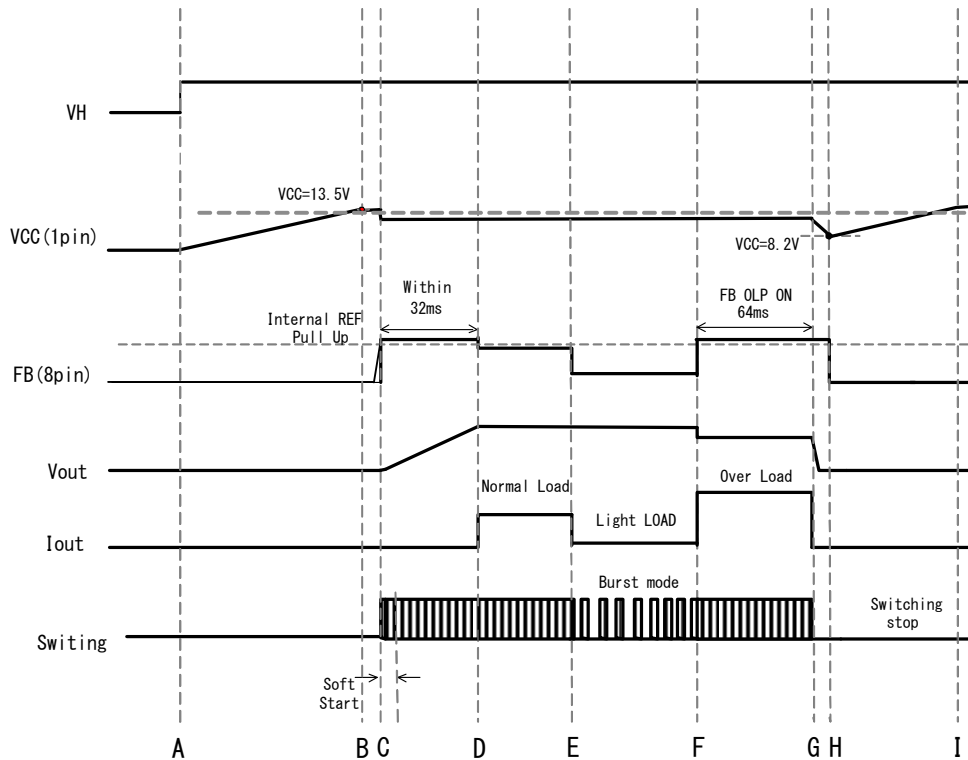 VH
VCC=13.5V
VCC(1pin)
VCC=8.2V
Within
32ms
FB OLP ON
64ms
Internal REF
Pull Up
FB(8pin)
Vout
Normal Load
Over Load
Light LOAD
Iout
Burst mode
Switing
Switching
stop
Soft
Start
A B C D E F G H I